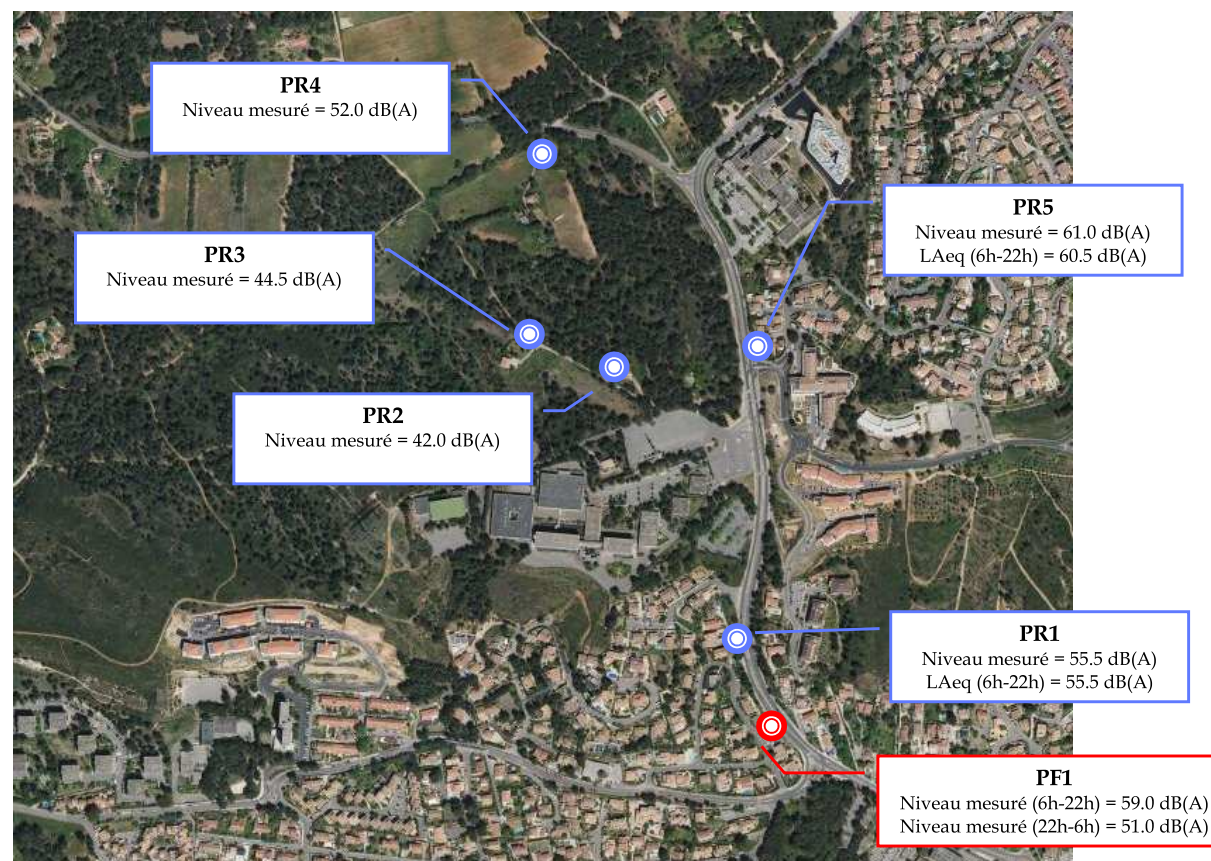 PR4
Niveau mesuré = 52.0 dB(A)
PR5
Niveau mesuré = 61.0 dB(A)
LAeq (6h-22h) = 60.5 dB(A)
PR3
Niveau mesuré = 44.5 dB(A)
PR2
Niveau mesuré = 42.0 dB(A)
PR1
Niveau mesuré = 55.5 dB(A)
LAeq (6h-22h) = 55.5 dB(A)
PF1
Niveau mesuré (6h-22h) = 59.0 dB(A)
Niveau mesuré (22h-6h) = 51.0 dB(A)